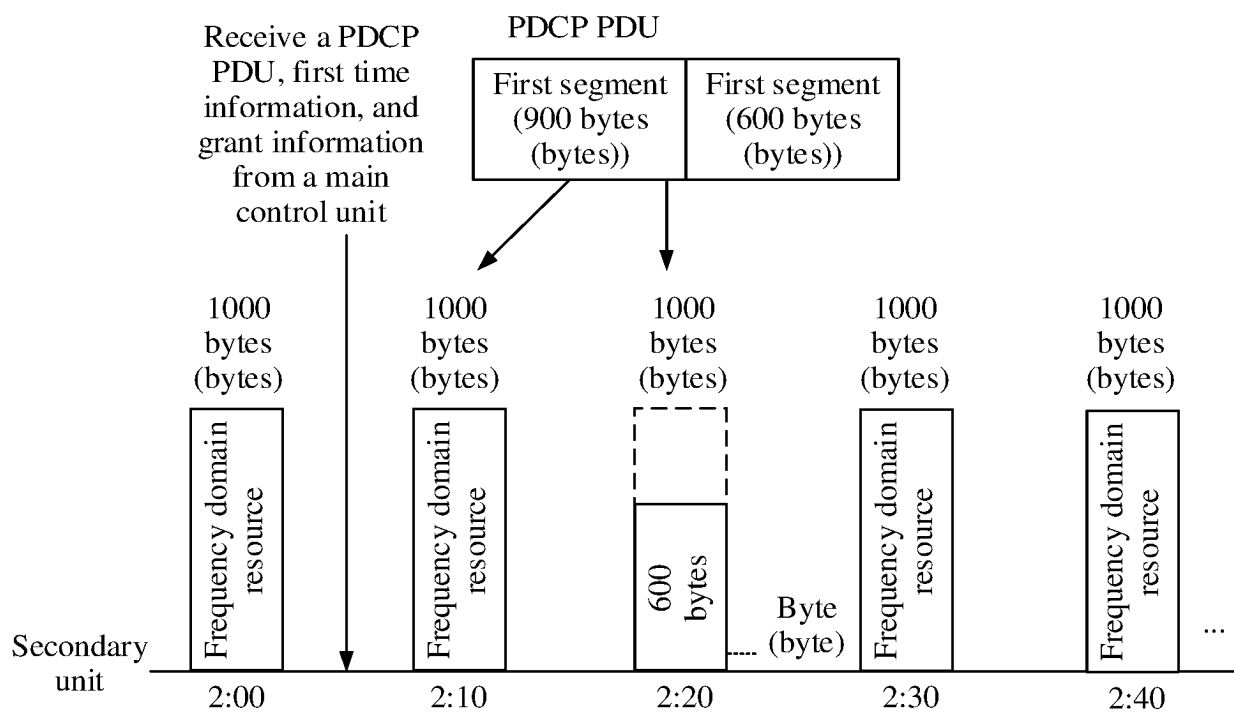 Receive a PDCP
PDU, first time
information, and
grant information
from a main
control unit
PDCP PDU
First segment
(900 bytes
(bytes))
First segment
(600 bytes
(bytes))
1000
bytes
(bytes)
1000
bytes
(bytes)
1000
bytes
(bytes)
1000
bytes
(bytes)
1000
bytes
(bytes)
Frequency domain
resource
Frequency domain
resource
600
bytes
Byte
(byte)
Frequency domain
resource
Frequency domain
resource
...
Secondary
unit
2:00
2:10
2:20
2:30
2:40